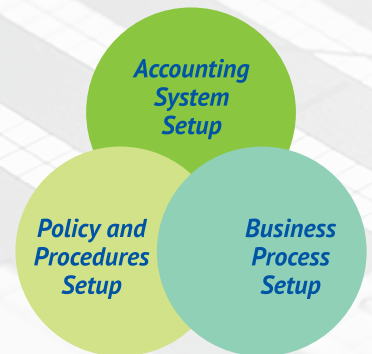 Accounting
System
Setup
Policy and
Procedures
Setup
Business
Process
Setup